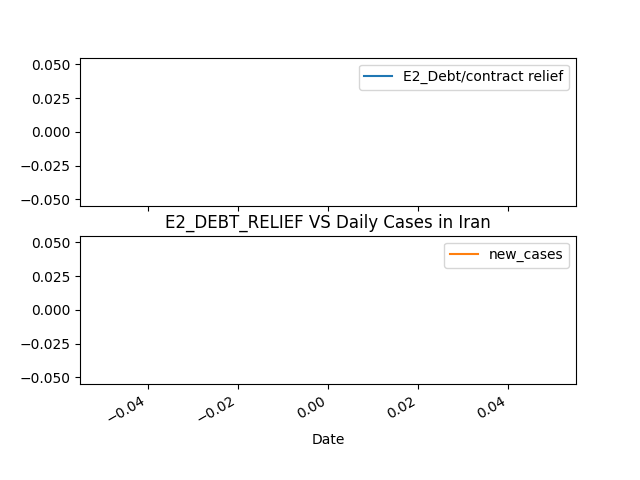 0.050
E2_Debt/contract relief
0.025
0.000
−0.025
−0.050
E2_DEBT_RELIEF VS Daily Cases in Iran
0.050
new_cases
0.025
0.000
−0.025
−0.050
−0.04 −0.02 0.00 0.02 0.04
Date